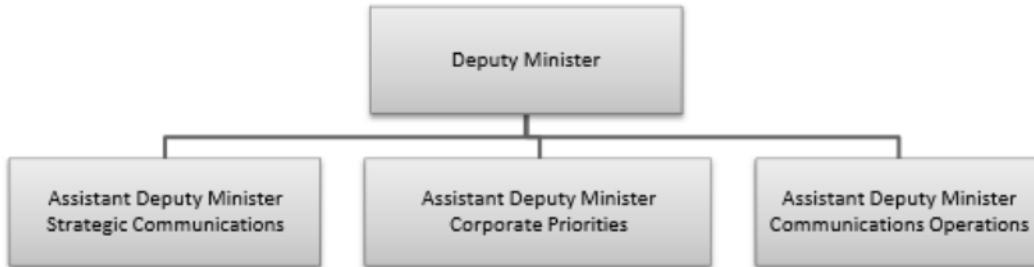 Deputy Minister
Assistant Deputy Minister
Strategic Communications
Assistant Deputy Minister
Corporate Priorities
Assistant Deputy Minister
Communications Operations